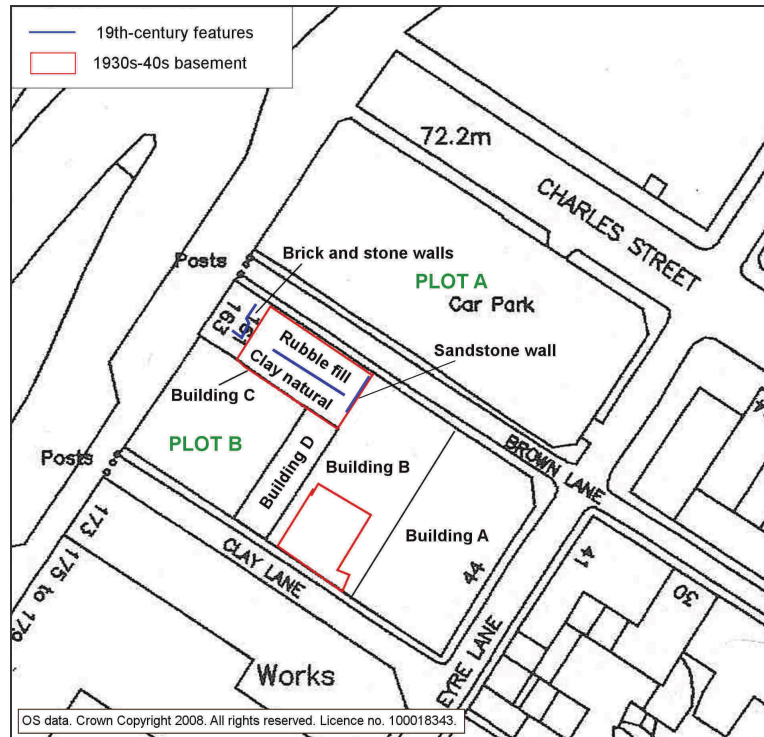 19th-century features
1930s-40s basement
72.2m
CHARLES STREET
Brick and stone walls
Posts
PLOT A
Car Park
163
161
Rubble fill
Clay natural
Sandstone wall
Building C
PLOT B
Posts
Building D
Building B
BROWN LANE
Building A
173
CLAY LANE
44
41
30
175 to 179
EYRE LANE
Works
OS data. Crown Copyright 2008. All rights reserved. Licence no. 100018343.